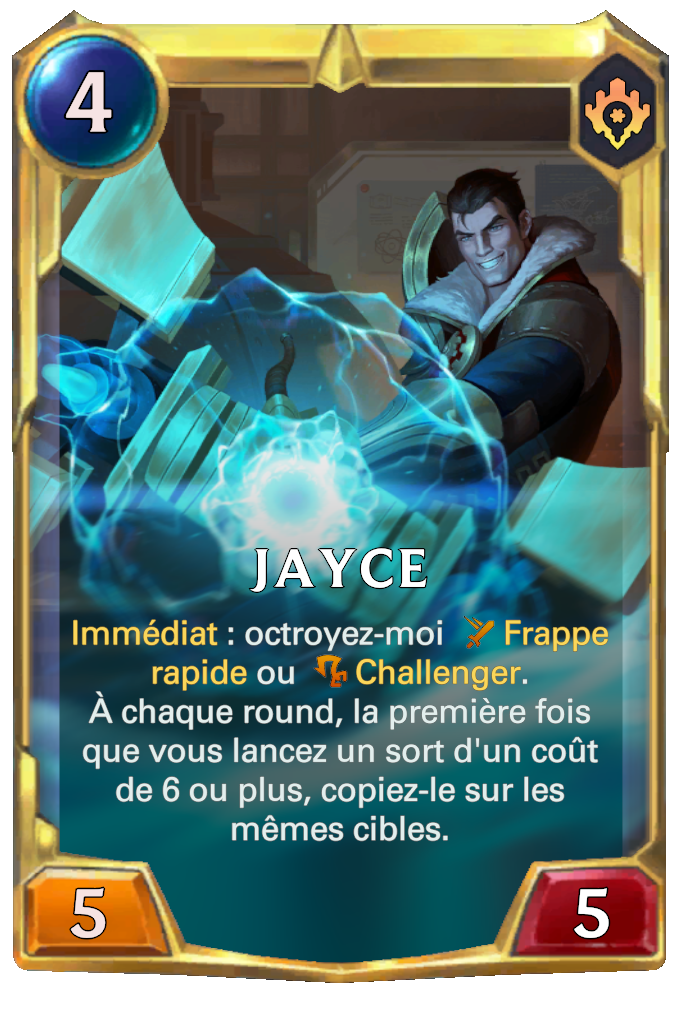 4
JAYCE
Immédiat : octroyez-moi Frappe
rapide ou Challenger.
À chaque round, la première fois
que vous lancez un sort d'un coût
de 6 ou plus, copiez-le sur les
mêmes cibles.
5
5